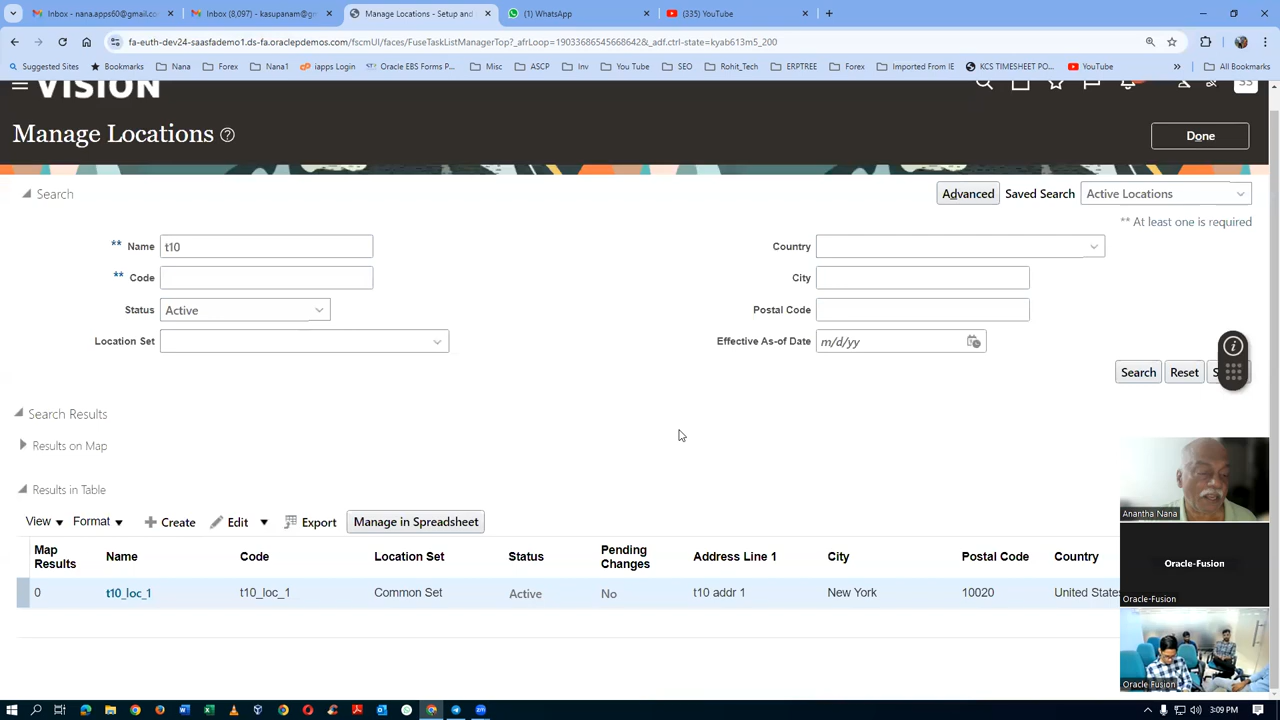 Inbox - nana.apps60@gmail.com
Inbox (8,097) - kasupanam@gm
Manage Locations - Setup and
(1) WhatsApp
(335) YouTube
fa-euth-dev24-saasfademo1.ds-fa.oraclepdemos.com/fscmUI/faces/FuseTaskListManagerTop?_afrLoop=19033686545668642&_adf.ctrl-state=kyab613m5_200
Suggested Sites
Bookmarks
Nana
Forex
Nana1
iapps Login
Oracle EBS Forms P...
Misc
ASCP
Inv
You Tube
SEO
Rohit_Tech
ERPTREE
Forex
Imported From IE
KCS TIMESHEET PO...
YouTube
All Bookmarks
VISION
SS
Manage Locations
Done
Search
Advanced
Saved Search
Active Locations
** At least one is required
** Name
t10
Country
** Code
City
Status
Active
Postal Code
Location Set
Effective As-of Date
m/d/yy
Search
Reset
Search Results
Results on Map
Results in Table
View
Format
Create
Edit
Export
Manage in Spreadsheet
Map Results
Name
Code
Location Set
Status
Pending Changes
Address Line 1
City
Postal Code
Country
0
t10_loc_1
t10_loc_1
Common Set
Active
No
t10 addr 1
New York
10020
United States
Anantha Nana
Oracle-Fusion
Oracle-Fusion
Oracle Fusion
3:09 PM